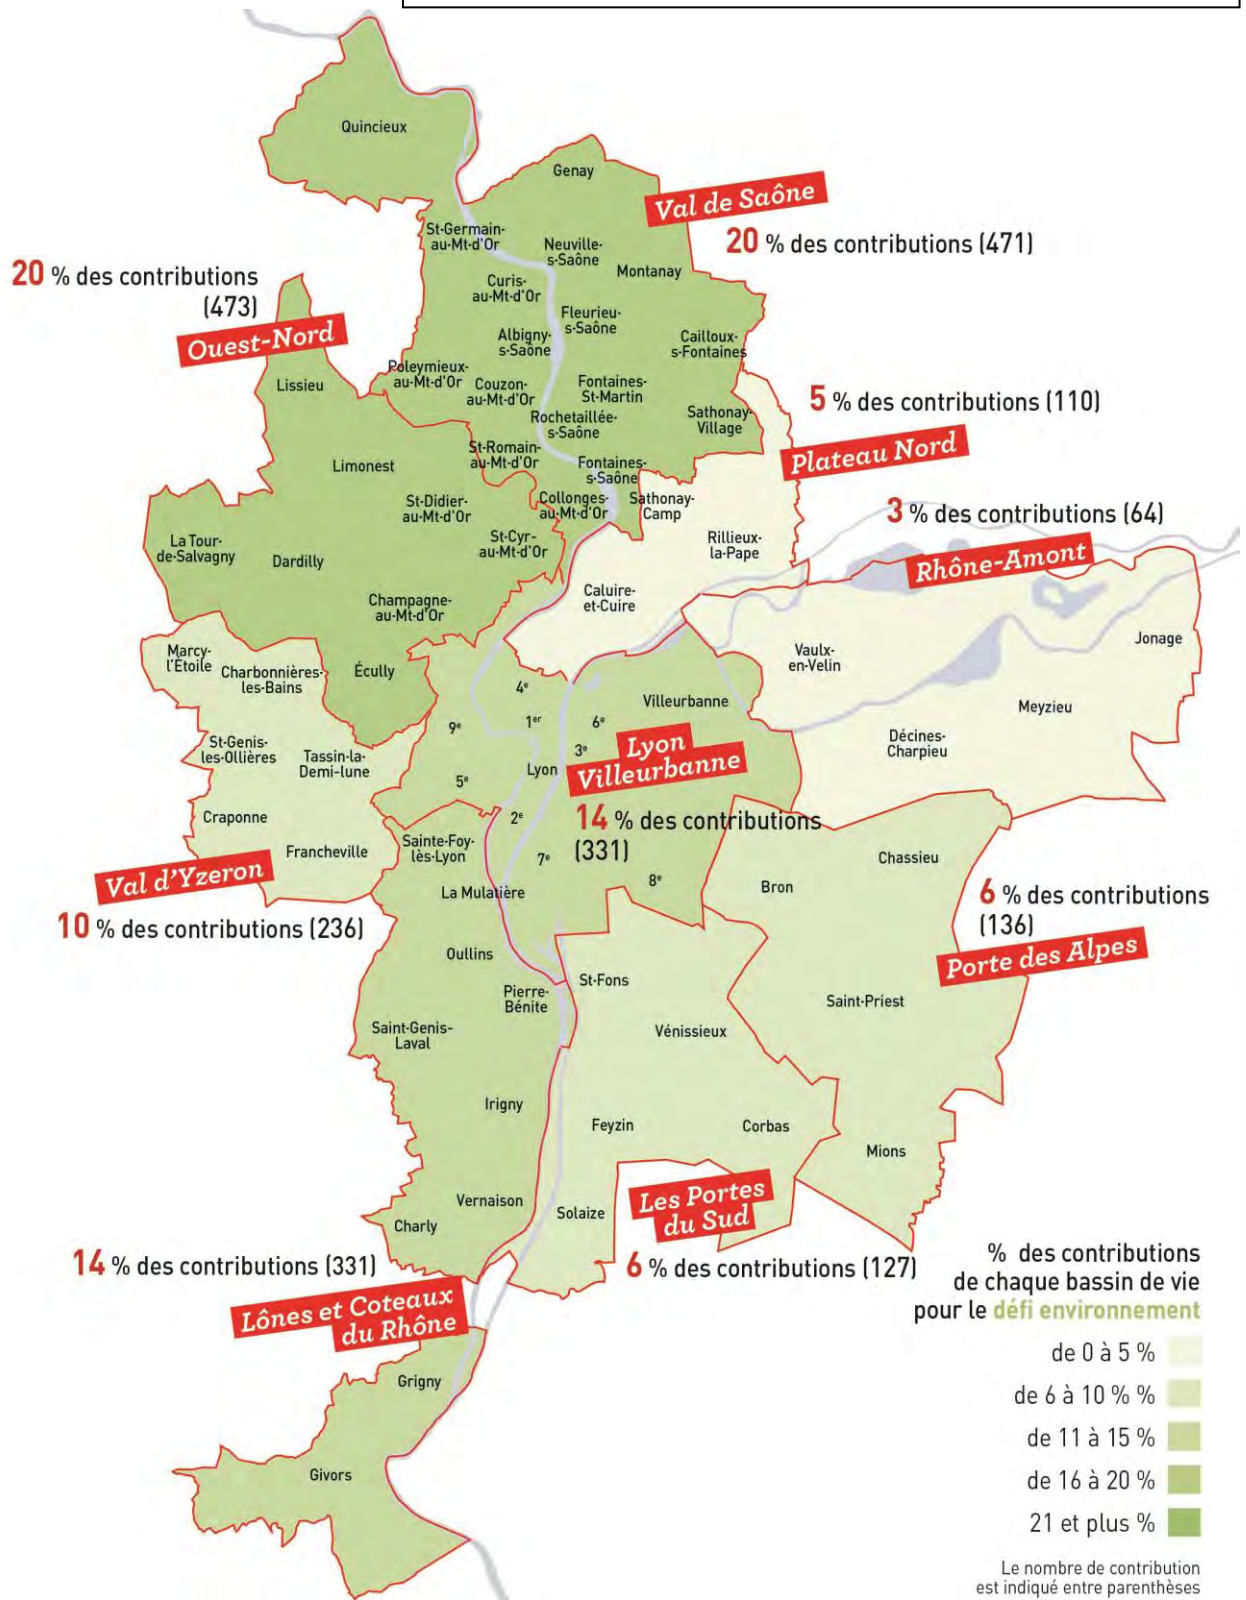 Quincieux
Genay
Val de Saône
20 % des contributions (471)
St-Germain-
au-Mt-d'Or
Neuville-
s-Saône
Montanay
20 % des contributions
(473)
Ouest-Nord
Curis-
au-Mt-d'Or
Fleurieu-
s-Saône
Albigny-
s-Saône
Cailloux-
s-Fontaines
Lissieu
Poleymieux-
au-Mt-d'Or
Couzon-
au-Mt-d'Or
Fontaines-
St-Martin
Rochetaillée-
s-Saône
Sathonay-
Village
5 % des contributions (110)
Plateau Nord
Limonest
St-Romain-
au-Mt-d'Or
Fontaines-
s-Saône
St-Didier-
au-Mt-d'Or
Collonges-
au-Mt-d'Or
Sathonay-
Camp
3 % des contributions (64)
Rhône-Amont
La Tour-
de-Salvagny
Dardilly
St-Cyr-
au-Mt-d'Or
Rillieux-
la-Pape
Champagne-
au-Mt-d'Or
Caluire-
et-Cuire
Marcy-
l'Étoile
Charbonnières-
les-Bains
Écully
Vaulx-
en-Velin
Jonage
4e
Villeurbanne
Meyzieu
9e
1er
6e
3e
Lyon
Villeurbanne
Décines-
Charpieu
St-Genis-
les-Ollières
Tassin-la-
Demi-lune
5e
Lyon
Craponne
2e
14 % des contributions
(331)
Francheville
Sainte-Foy-
lès-Lyon
7e
8e
Chassieu
Bron
Val d'Yzeron
10 % des contributions (236)
La Mulatière
6 % des contributions
(136)
Porte des Alpes
Oullins
St-Fons
Pierre-
Bénite
Saint-Priest
Saint-Genis-
Laval
Vénissieux
Irigny
Feyzin
Corbas
Mions
Vernaison
Charly
Solaize
Les Portes
du Sud
6 % des contributions (127)
14 % des contributions (331)
Lônes et Coteaux
du Rhône
Grigny
Givors
% des contributions
de chaque bassin de vie
pour le défi environnement
de 0 à 5 %
de 6 à 10 % %
de 11 à 15 %
de 16 à 20 %
21 et plus %
Le nombre de contribution
est indiqué entre parenthèses